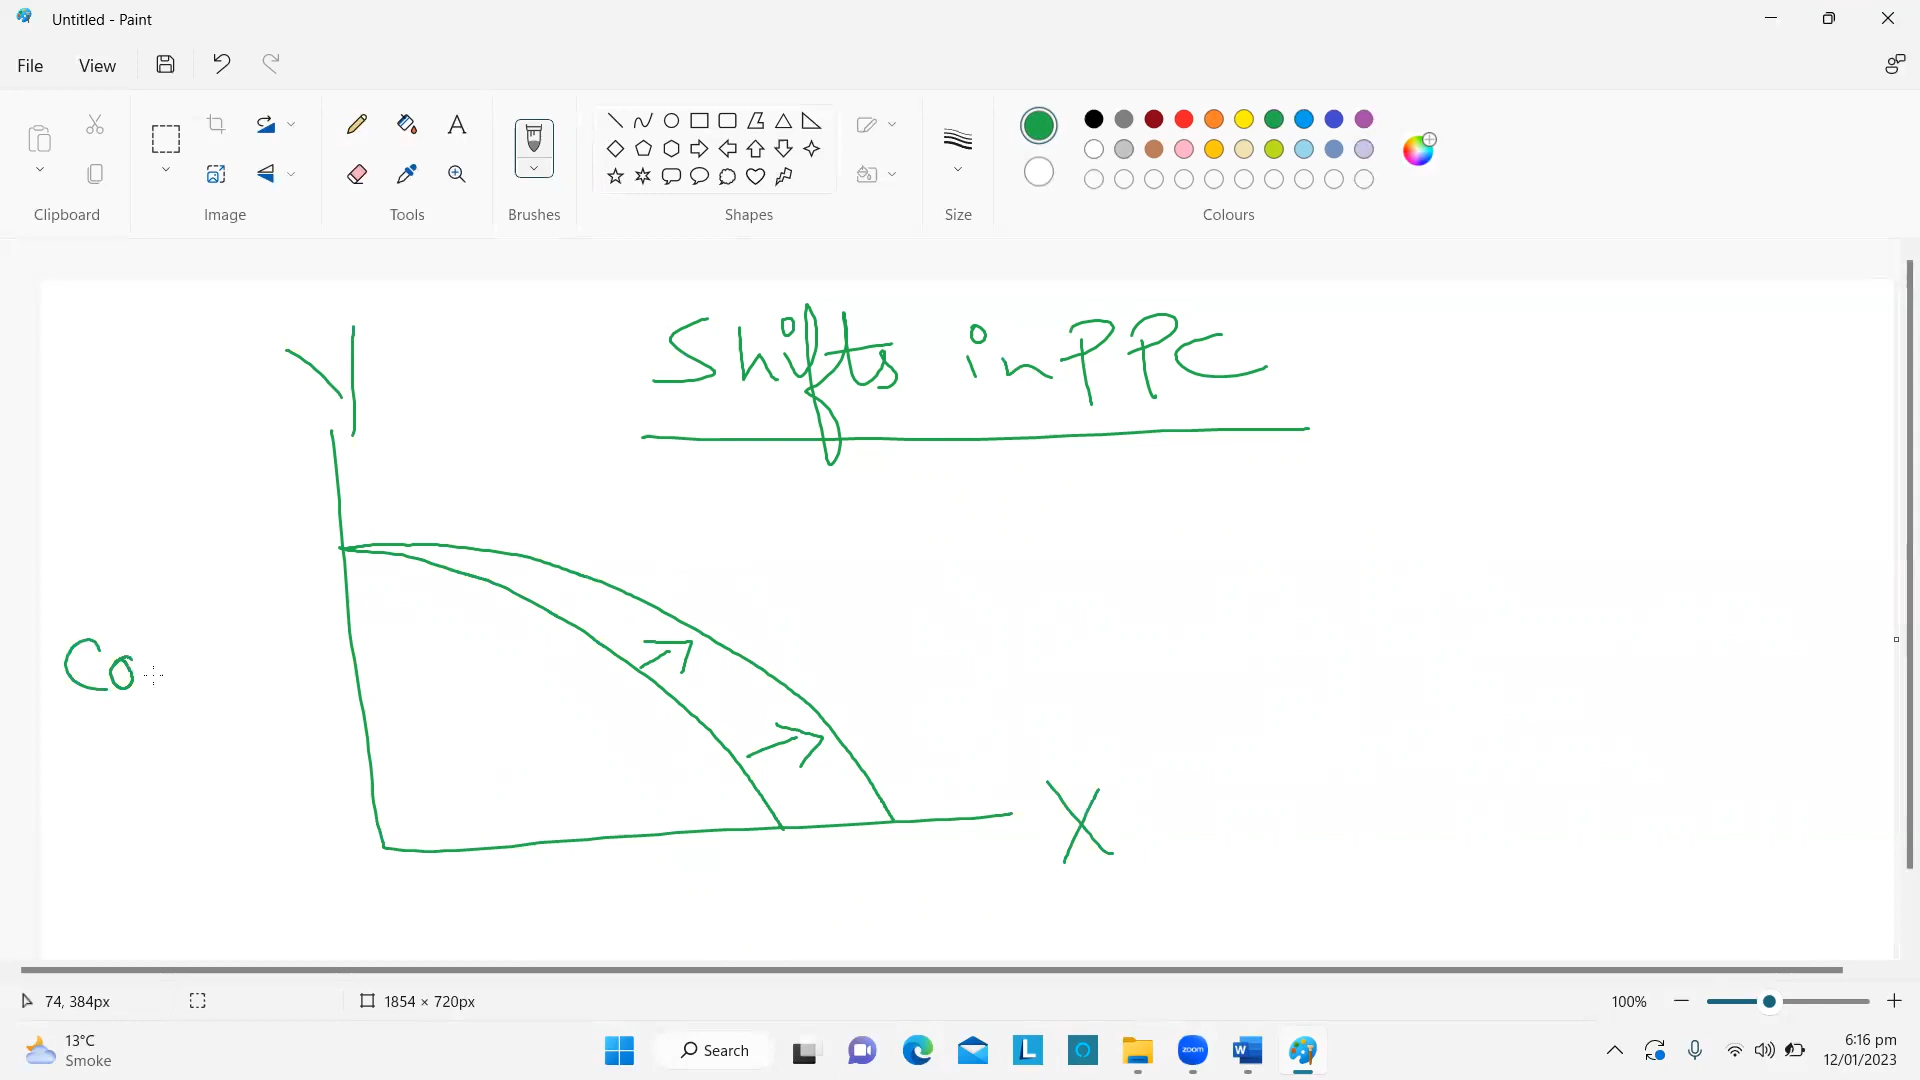 Untitled - Paint
File View
Clipboard Image Tools Brushes Shapes Size Colours
Shifts in PPC
Y
Co
X
74, 384px 1854 × 720px 100%
13°C
Smoke
Search
zoom
6:16 pm
12/01/2023